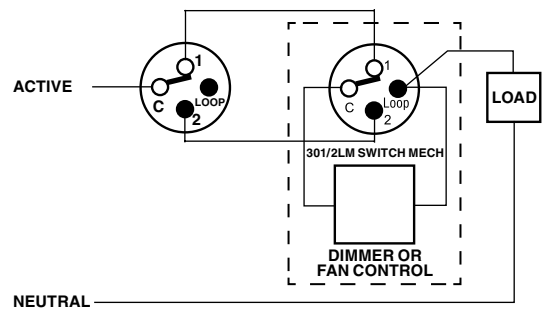 1
1
ACTIVE
LOOP
LOAD
C
C
Loop
2
2
301/2LM SWITCH MECH
DIMMER OR
FAN CONTROL
NEUTRAL